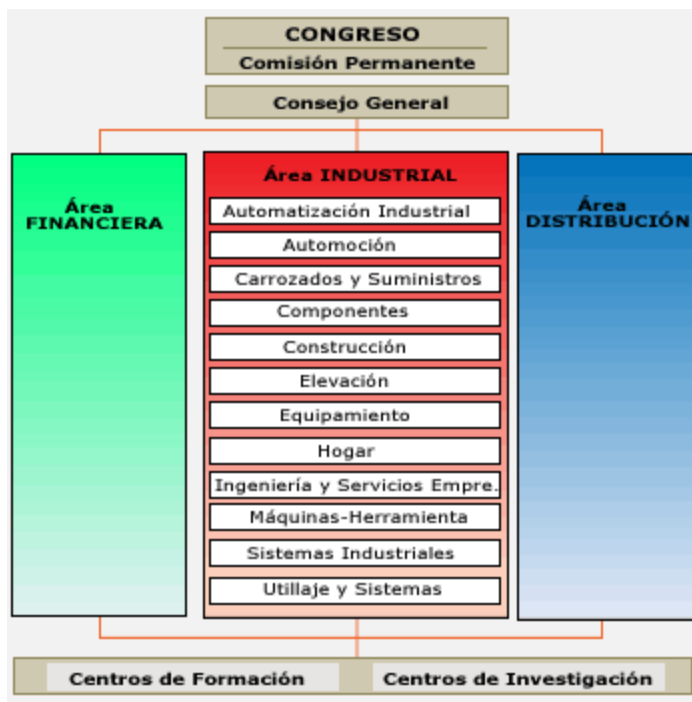 CONGRESO
Comisión Permanente
Consejo General
Área
FINANCIERA
Área INDUSTRIAL
Automatización Industrial
Automoción
Carrozados y Suministros
Componentes
Construcción
Elevación
Equipamiento
Hogar
Ingeniería y Servicios Empre.
Máquinas-Herramienta
Sistemas Industriales
Utillaje y Sistemas
Área
DISTRIBUCIÓN
Centros de Formación
Centros de Investigación